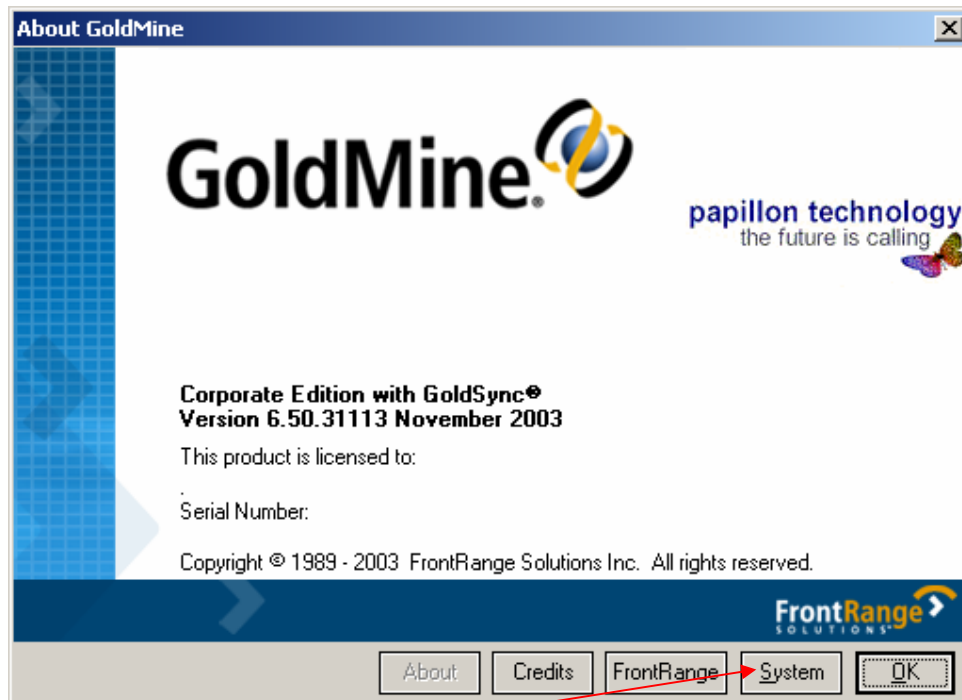 About GoldMine
GoldMine®
papillon technology
the future is calling
Corporate Edition with GoldSync®
Version 6.50.31113 November 2003
This product is licensed to:
.
Serial Number:
Copyright © 1989 - 2003 FrontRange Solutions Inc. All rights reserved.
FrontRange
SOLUTIONS
About Credits FrontRange System OK